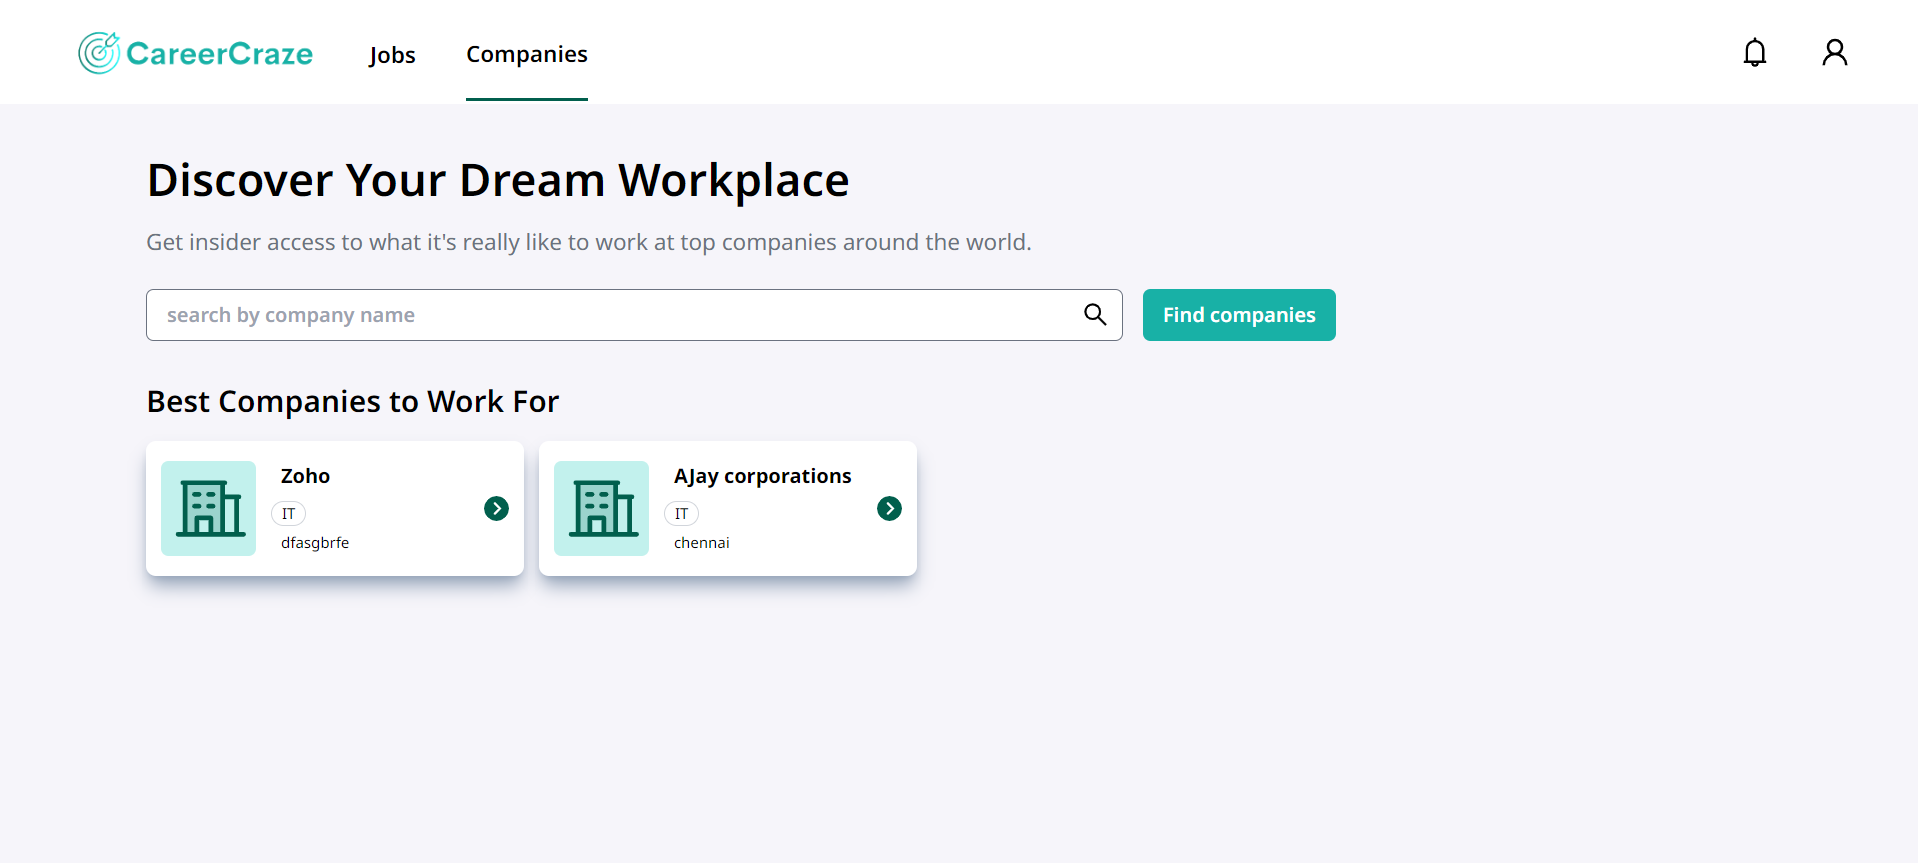 CareerCraze
Jobs
Companies
Discover Your Dream Workplace
Get insider access to what it's really like to work at top companies around the world.
search by company name
Find companies
Best Companies to Work For
Zoho
IT
dfasgbrfe
AJay corporations
IT
chennai